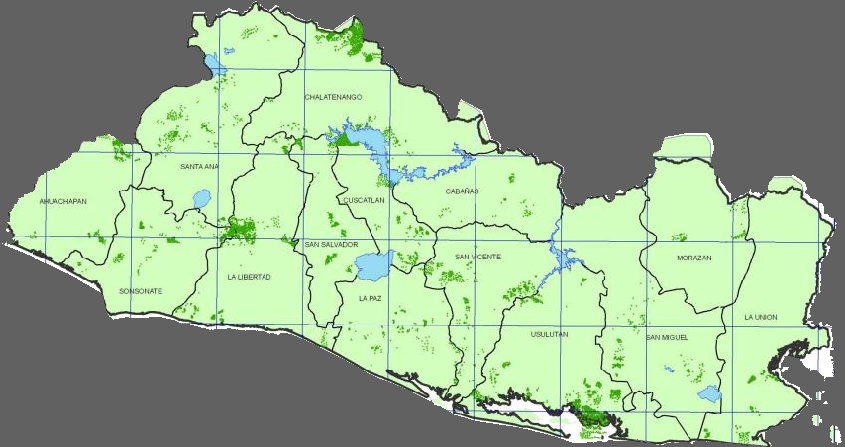 CHALATENANGO
SANTA ANA
CABAÑAS
AHUACHAPAN
CUSCATLAN
SAN SALVADOR
SAN VICENTE
MORAZAN
LA LIBERTAD
SONSONATE
LA PAZ
LA UNION
USULUTAN
SAN MIGUEL